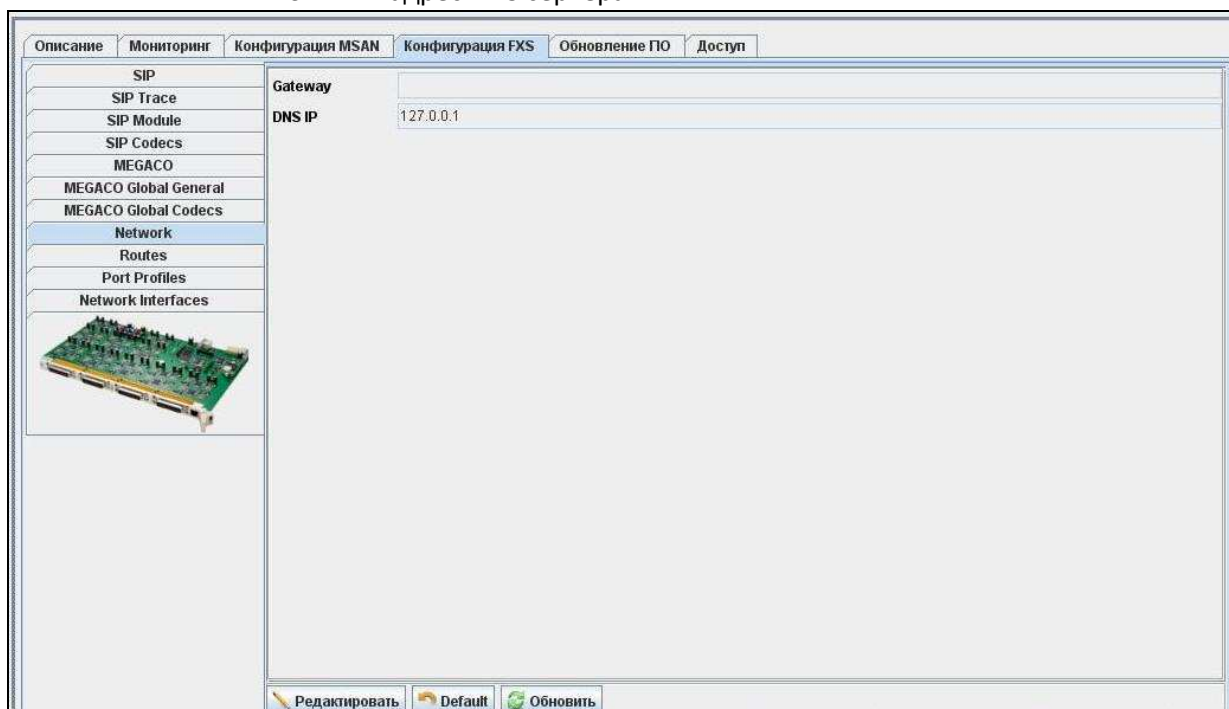 Описание Мониторинг Конфигурация MSAN Конфигурация FXS Обновление ПО Доступ
SIP
SIP Trace
SIP Module
SIP Codecs
MEGACO
MEGACO Global General
MEGACO Global Codecs
Network
Routes
Port Profiles
Network Interfaces
Gateway
DNS IP 127.0.0.1
Редактировать Default Обновить